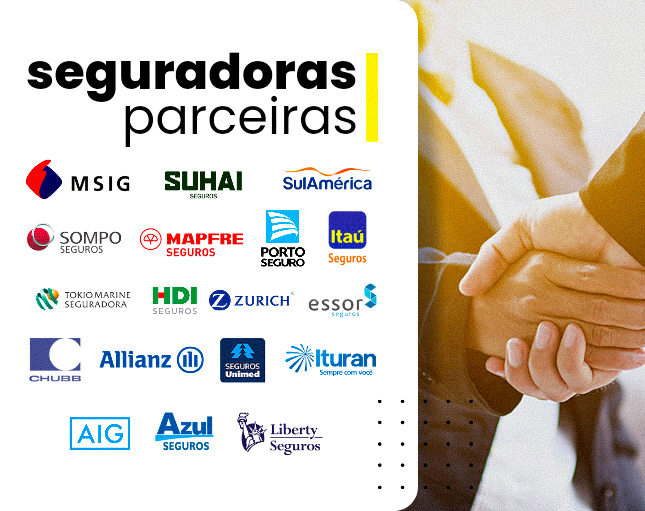 seguradoras
parceiras
MSIG
SUHAI
SEGUROS
SulAmérica
SOMPO
SEGUROS
MAPFRE
SEGUROS
PORTO
SEGURO
Itaú
Seguros
TOKIO MARINE
SEGURADORA
HDI
SEGUROS
ZURICH
essor
seguros
CHUBB
Allianz
SEGUROS
Unimed
Ituran
Sempre com você
AIG
Azul
SEGUROS
Liberty
Seguros